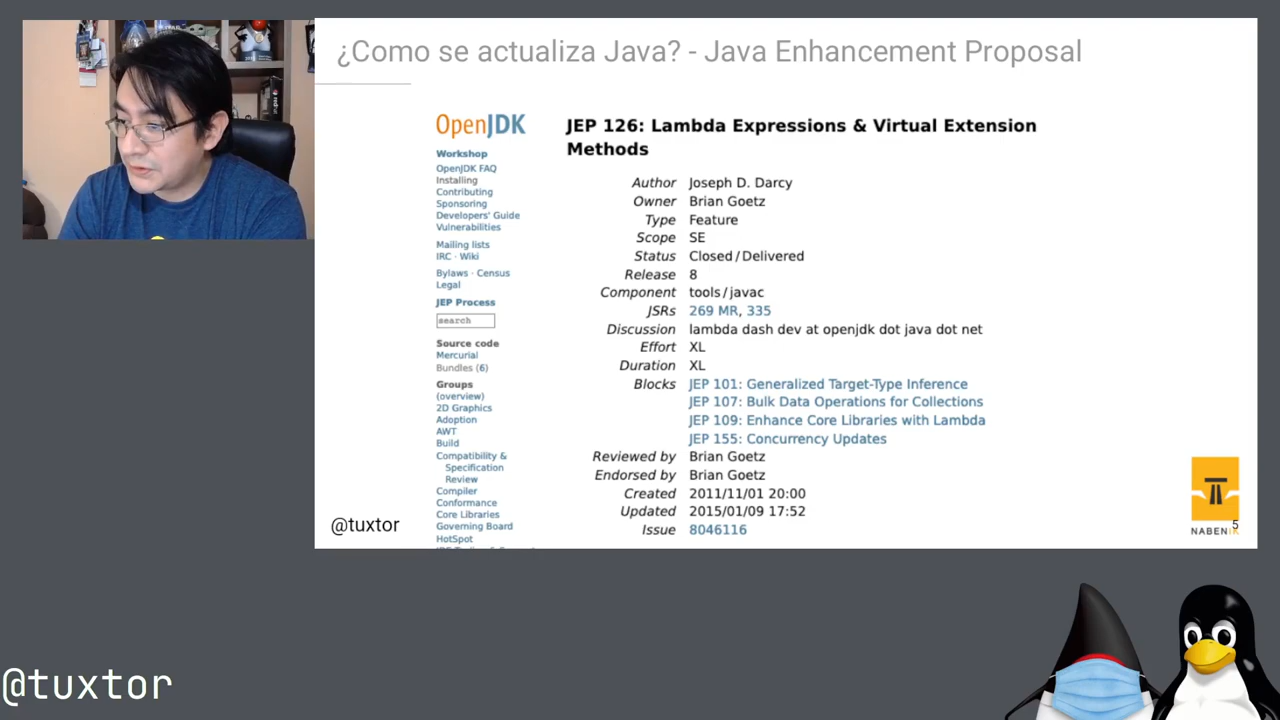 ¿Como se actualiza Java? - Java Enhancement Proposal
OpenJDK
Workshop
OpenJDK FAQ
Installing
Contributing
Sponsoring
Developers' Guide
Vulnerabilities
Mailing lists
IRC · Wiki
Bylaws · Census
Legal
JEP Process
search
Source code
Mercurial
Bundles (6)
Groups
(overview)
2D Graphics
Adoption
AWT
Build
Compatibility &
Specification
Review
Compiler
Conformance
Core Libraries
Governing Board
HotSpot
JEP 126: Lambda Expressions & Virtual Extension
Methods
Author Joseph D. Darcy
Owner Brian Goetz
Type Feature
Scope SE
Status Closed / Delivered
Release 8
Component tools / javac
JSRs 269 MR, 335
Discussion lambda dash dev at openjdk dot java dot net
Effort XL
Duration XL
Blocks JEP 101: Generalized Target-Type Inference
JEP 107: Bulk Data Operations for Collections
JEP 109: Enhance Core Libraries with Lambda
JEP 155: Concurrency Updates
Reviewed by Brian Goetz
Endorsed by Brian Goetz
Created 2011/11/01 20:00
Updated 2015/01/09 17:52
Issue 8046116
@tuxtor
5
NABENIK
@tuxtor